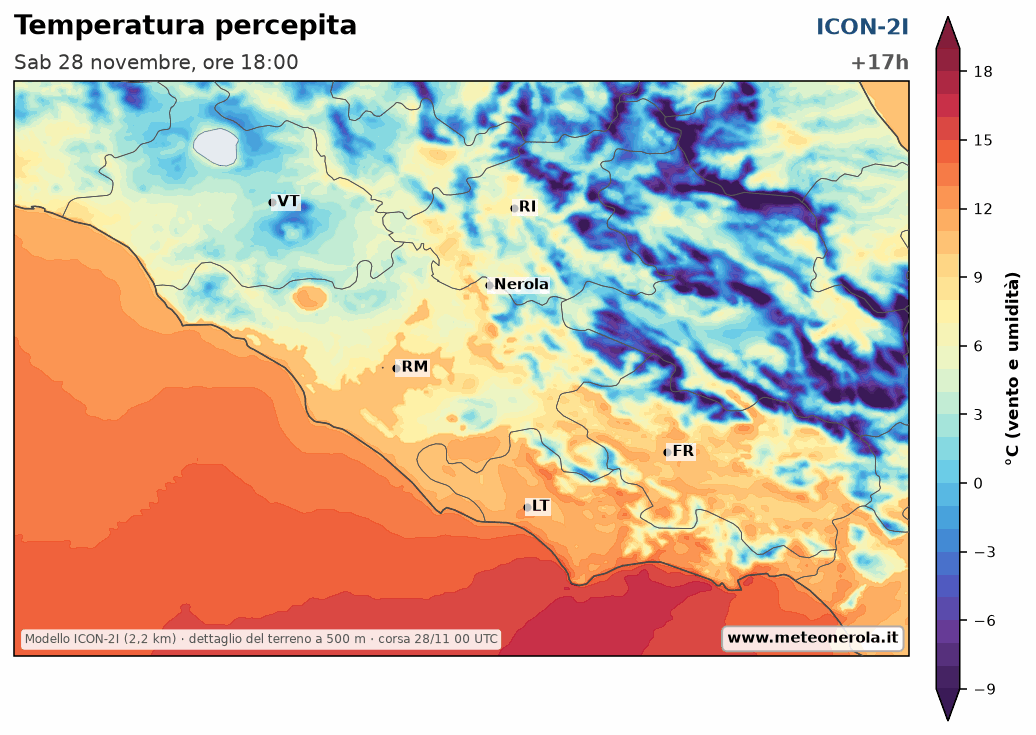 Temperatura percepita
ICON-2I
Sab 28 novembre, ore 18:00
+17h
VT
RI
Nerola
RM
FR
LT
Modello ICON-2I (2,2 km) · dettaglio del terreno a 500 m · corsa 28/11 00 UTC
www.meteonerola.it
18
15
12
9
6
3
0
−3
−6
−9
°C (vento e umidità)